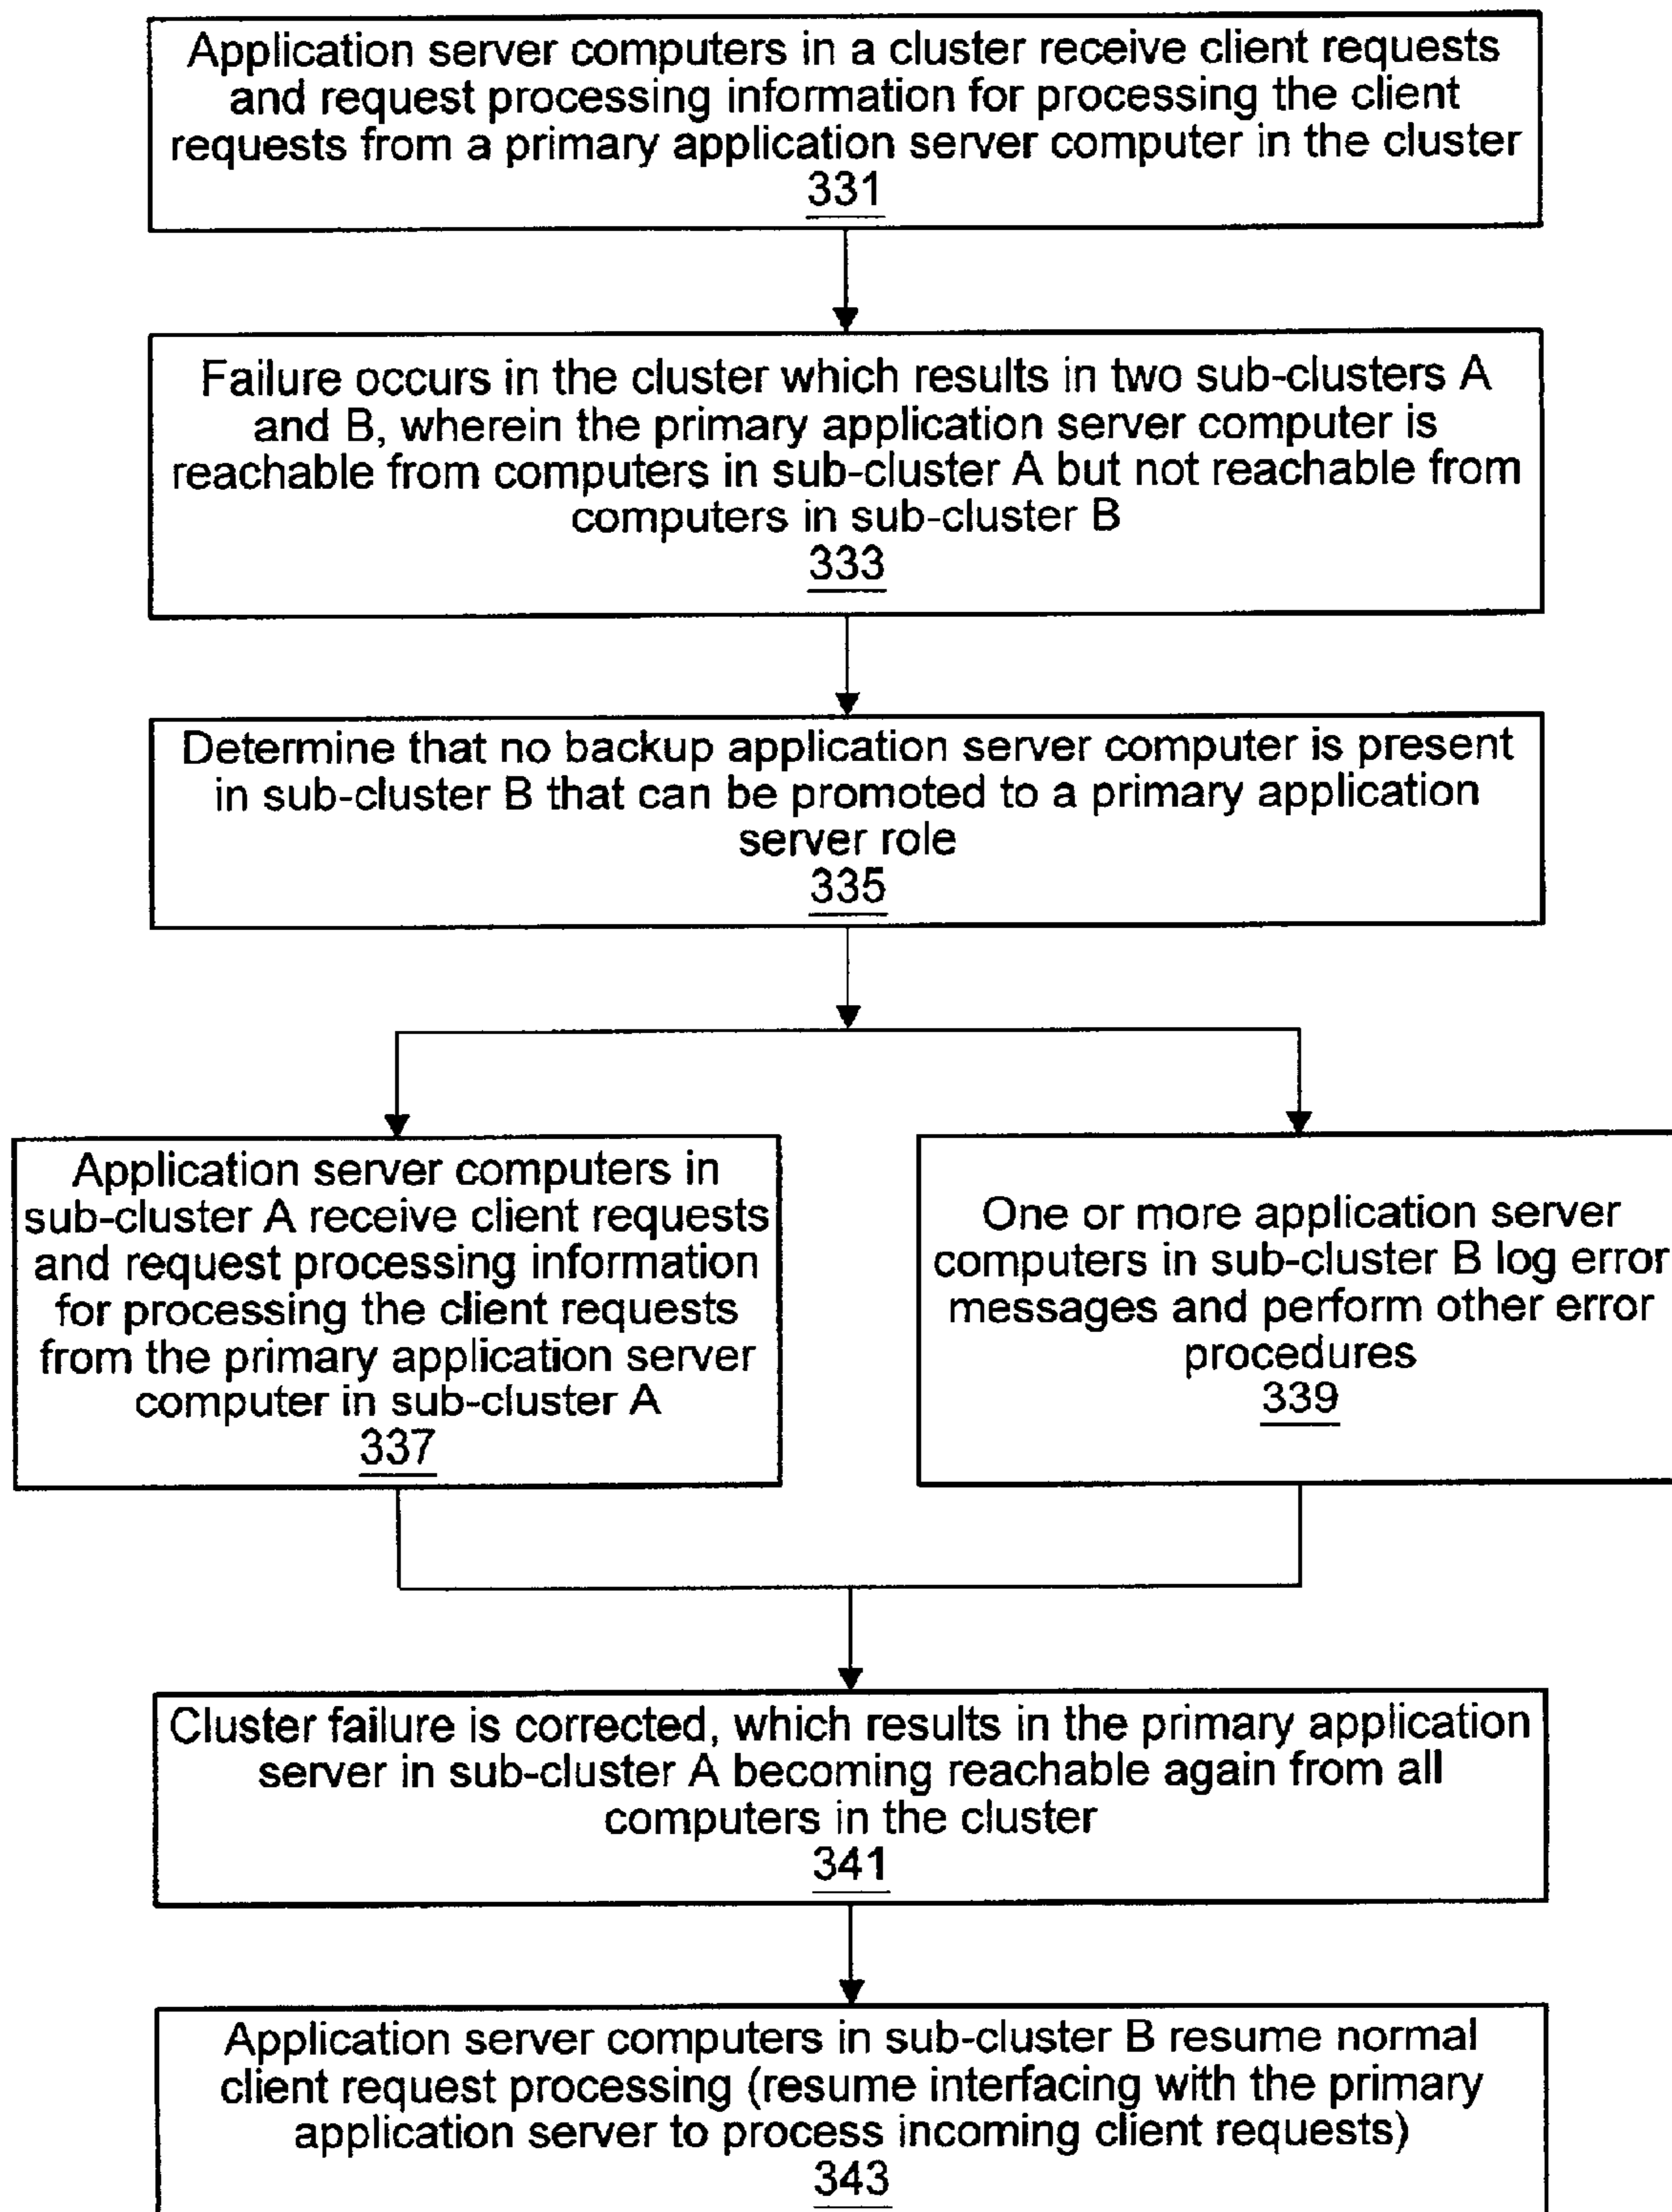 Application server computers in a cluster receive client requests
and request processing information for processing the client
requests from a primary application server computer in the cluster
331
Failure occurs in the cluster which results in two sub-clusters A
and B, wherein the primary application server computer is
reachable from computers in sub-cluster A but not reachable from
computers in sub-cluster B
333
Determine that no backup application server computer is present
in sub-cluster B that can be promoted to a primary application
server role
335
Application server computers in
sub-cluster A receive client requests
and request processing information
for processing the client requests
from the primary application server
computer in sub-cluster A
337
One or more application server
computers in sub-cluster B log error
messages and perform other error
procedures
339
Cluster failure is corrected, which results in the primary application
server in sub-cluster A becoming reachable again from all
computers in the cluster
341
Application server computers in sub-cluster B resume normal
client request processing (resume interfacing with the primary
application server to process incoming client requests)
343